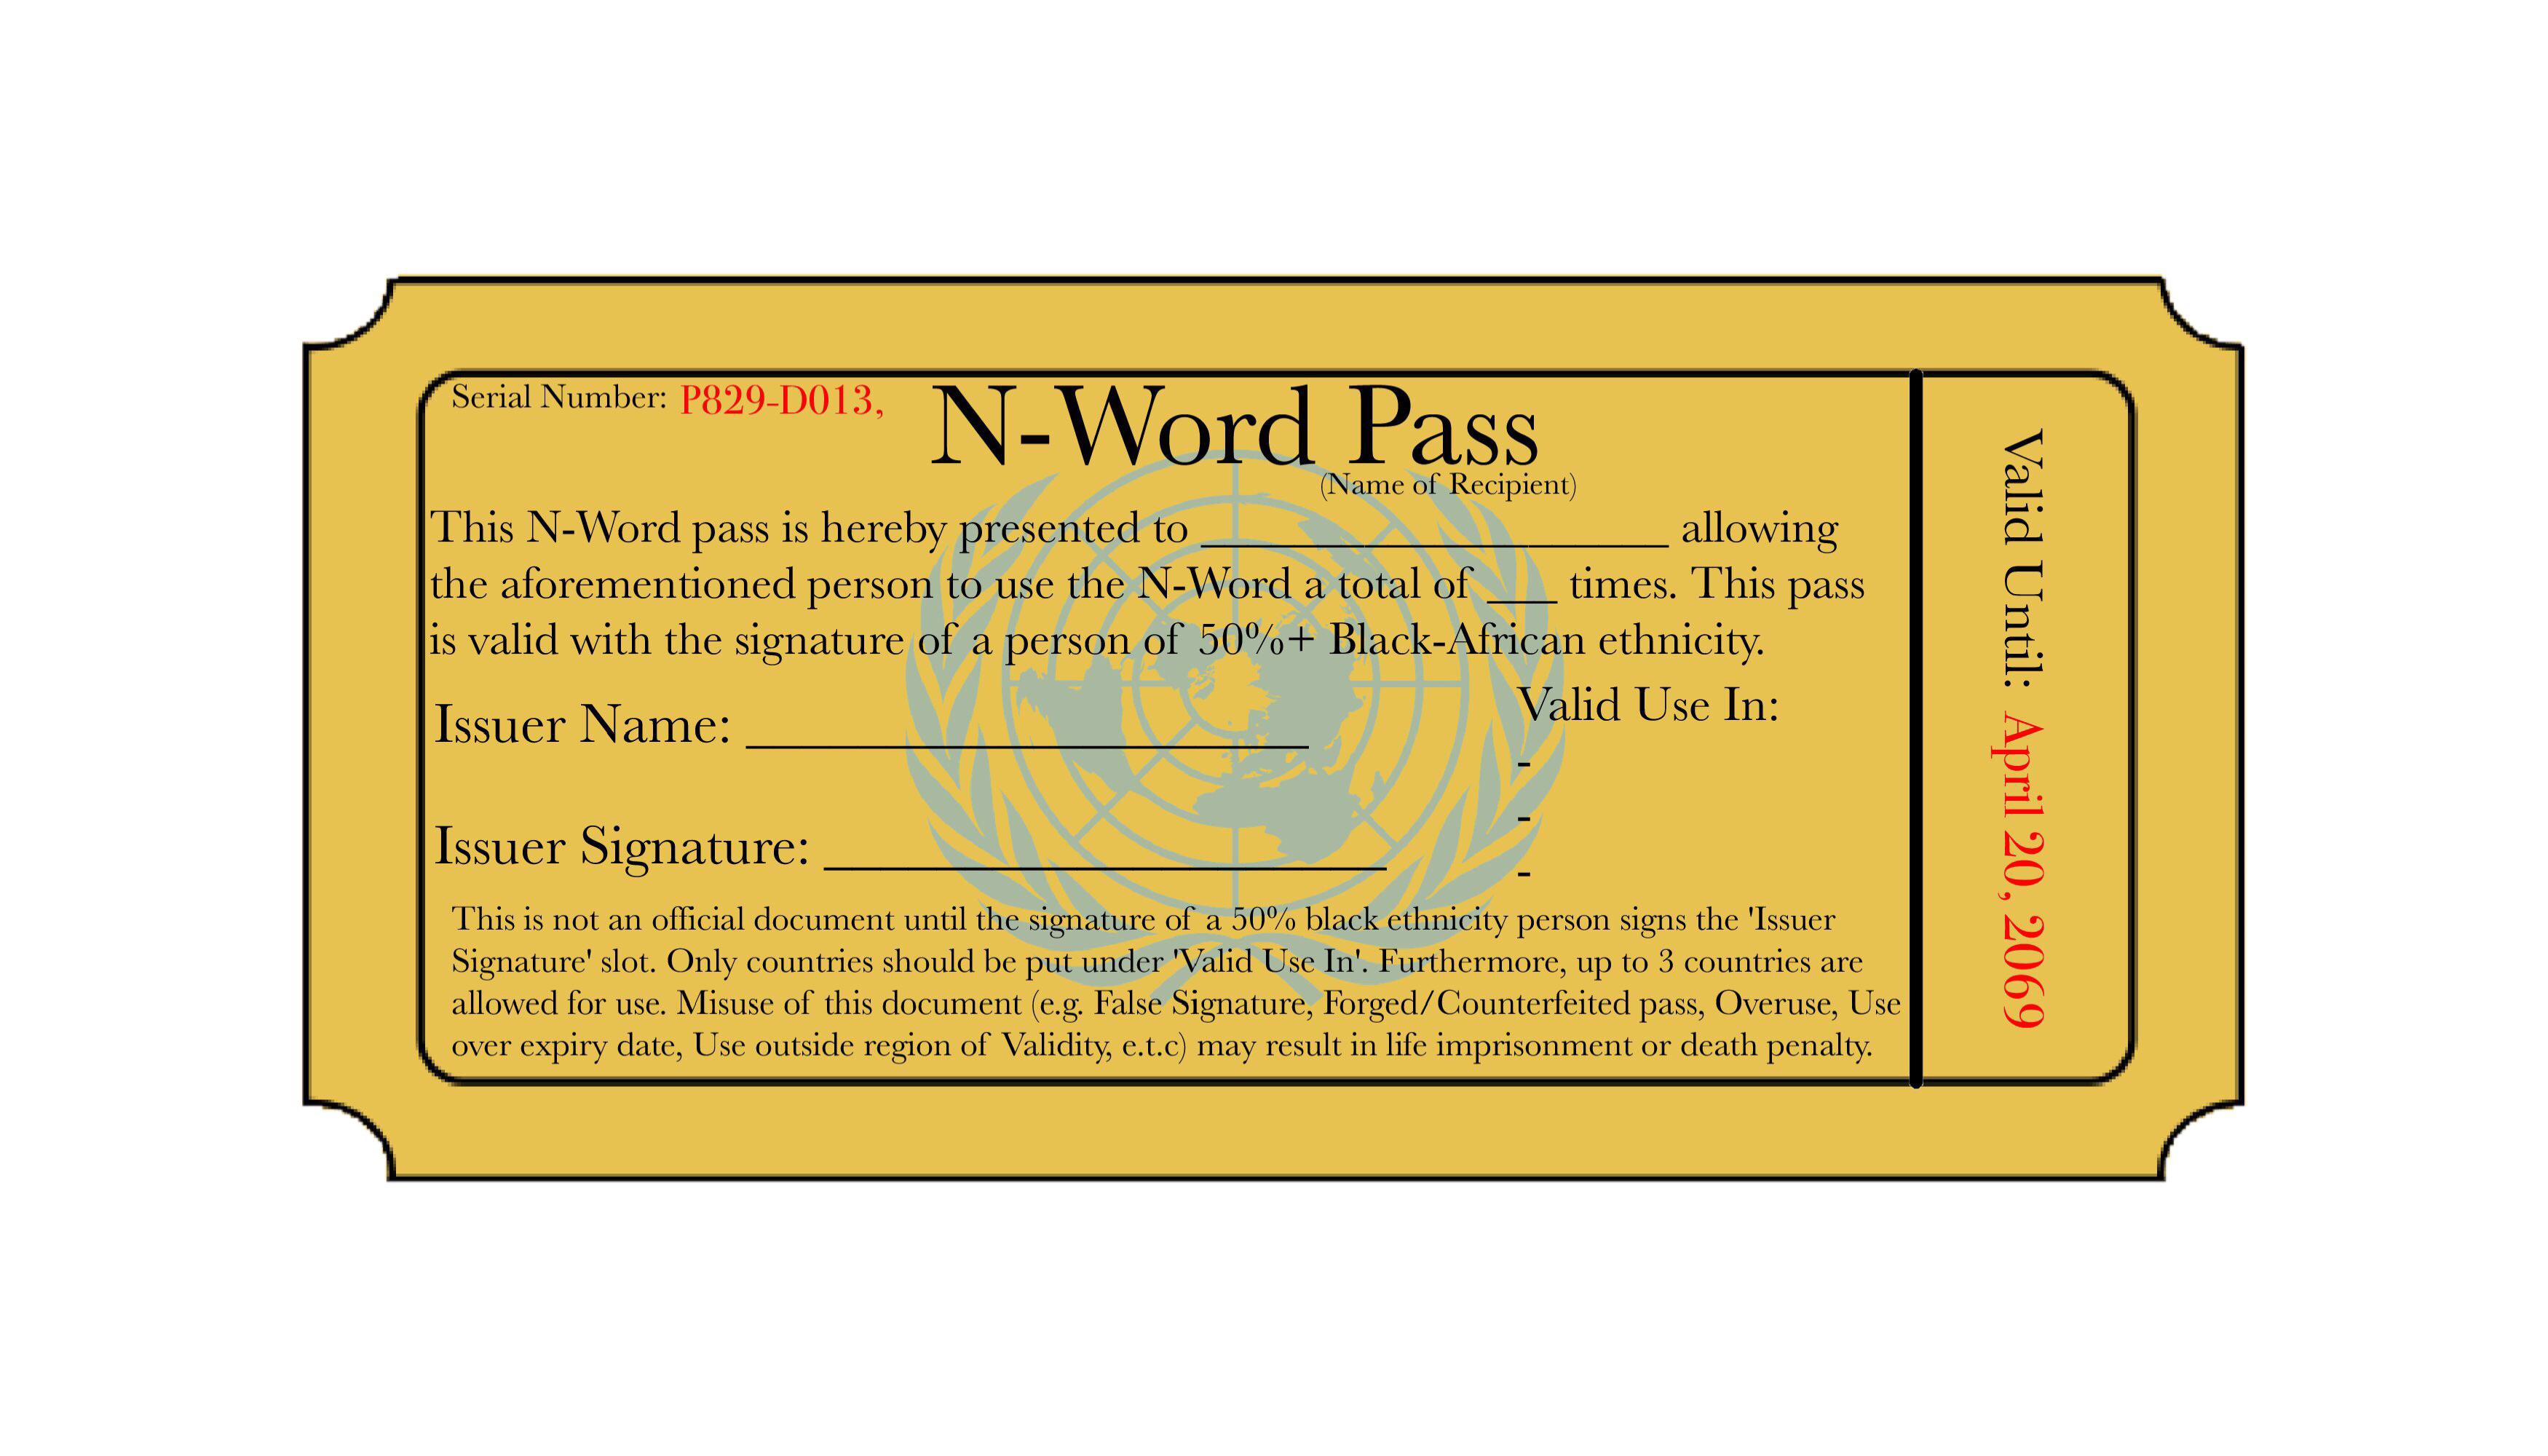 Serial Number: P829-D013,
N-Word Pass
(Name of Recipient)
This N-Word pass is hereby presented to ____________________ allowing
the aforementioned person to use the N-Word a total of ___ times. This pass
is valid with the signature of a person of 50%+ Black-African ethnicity.
Issuer Name: ____________________
Issuer Signature: ____________________
Valid Use In:
-
-
-
This is not an official document until the signature of a 50% black ethnicity person signs the 'Issuer
Signature' slot. Only countries should be put under 'Valid Use In'. Furthermore, up to 3 countries are
allowed for use. Misuse of this document (e.g. False Signature, Forged/Counterfeited pass, Overuse, Use
over expiry date, Use outside region of Validity, e.t.c) may result in life imprisonment or death penalty.
Valid Until: April 20, 2069